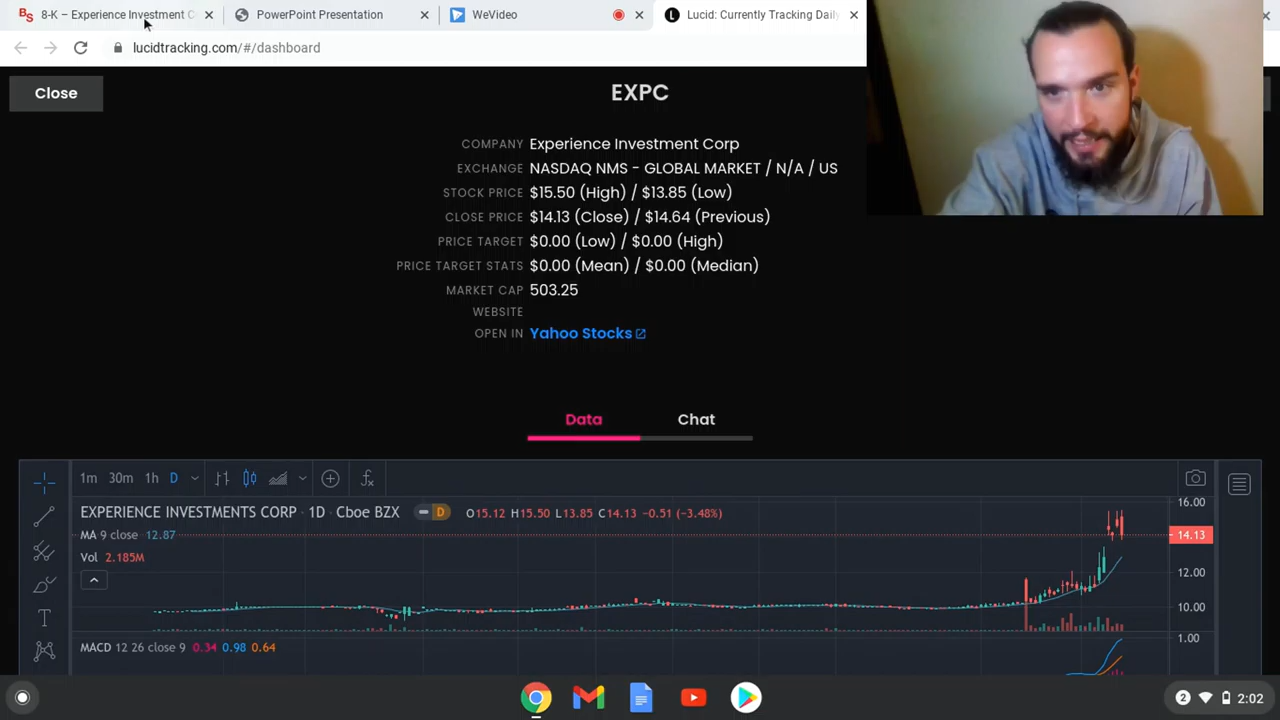 8-K – Experience Investment C
PowerPoint Presentation
WeVideo
Lucid: Currently Tracking Daily
lucidtracking.com/#/dashboard
Close
EXPC
COMPANY Experience Investment Corp
EXCHANGE NASDAQ NMS - GLOBAL MARKET / N/A / US
STOCK PRICE $15.50 (High) / $13.85 (Low)
CLOSE PRICE $14.13 (Close) / $14.64 (Previous)
PRICE TARGET $0.00 (Low) / $0.00 (High)
PRICE TARGET STATS $0.00 (Mean) / $0.00 (Median)
MARKET CAP 503.25
WEBSITE
OPEN IN Yahoo Stocks
Data Chat
1m 30m 1h D
EXPERIENCE INVESTMENTS CORP · 1D · Cboe BZX D O15.12 H15.50 L13.85 C14.13 −0.51 (−3.48%)
16.00
MA 9 close 12.87
14.13
Vol 2.185M
12.00
10.00
1.00
MACD 12 26 close 9 0.34 0.98 0.64
2 2:02